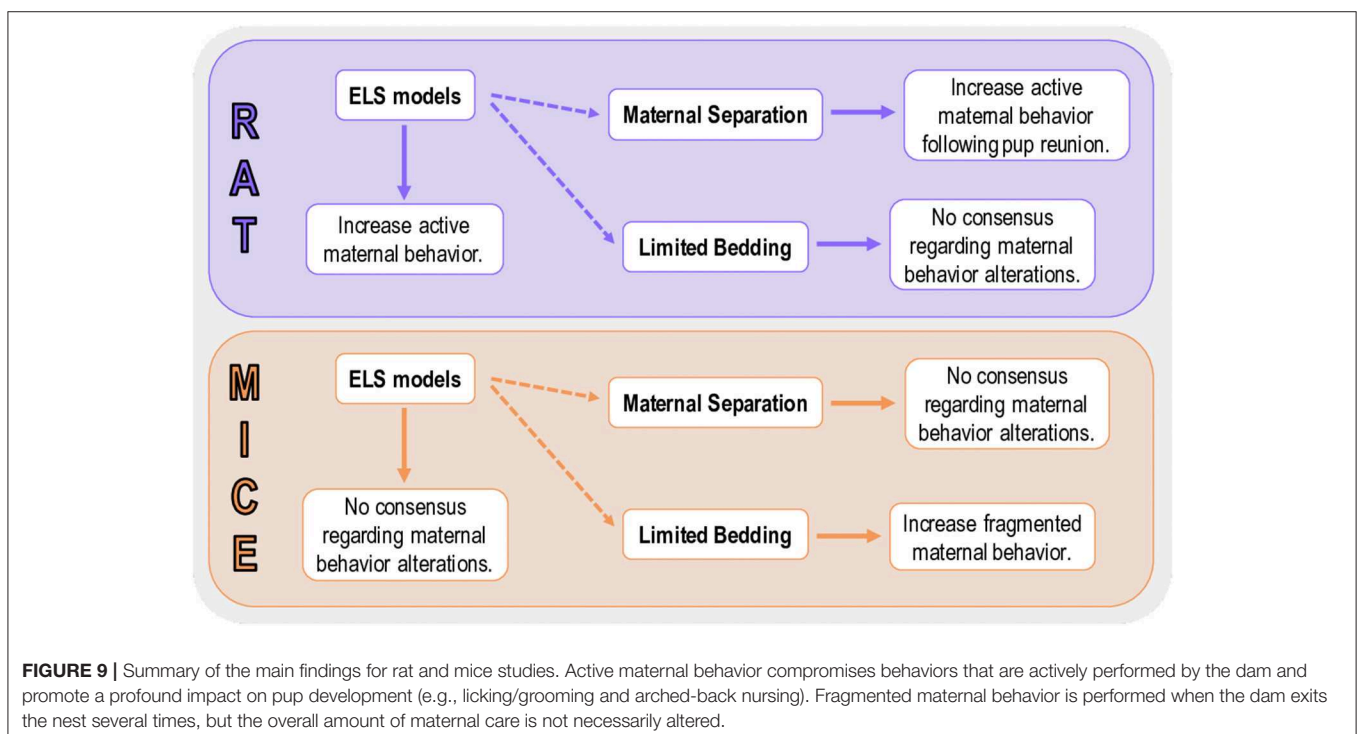 RAT
ELS models
Increase active
maternal behavior.
Maternal Separation
Increase active
maternal behavior
following pup reunion.
Limited Bedding
No consensus
regarding maternal
behavior alterations.
MICE
ELS models
No consensus
regarding maternal
behavior alterations.
Maternal Separation
No consensus
regarding maternal
behavior alterations.
Limited Bedding
Increase fragmented
maternal behavior.
FIGURE 9 | Summary of the main findings for rat and mice studies. Active maternal behavior compromises behaviors that are actively performed by the dam and
promote a profound impact on pup development (e.g., licking/grooming and arched-back nursing). Fragmented maternal behavior is performed when the dam exits
the nest several times, but the overall amount of maternal care is not necessarily altered.